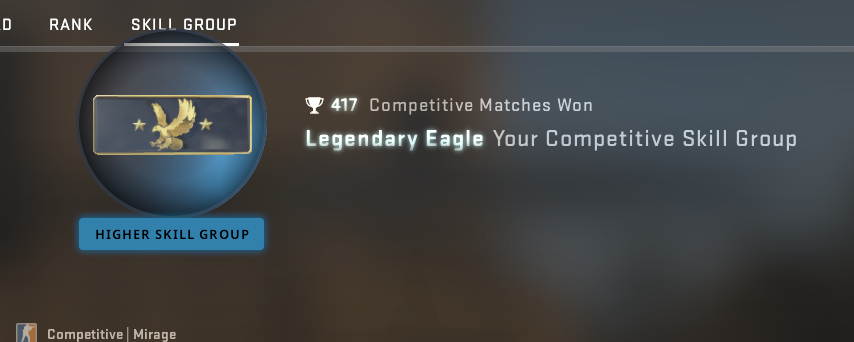 RANK
SKILL GROUP
417 Competitive Matches Won
Legendary Eagle Your Competitive Skill Group
HIGHER SKILL GROUP
Competitive | Mirage